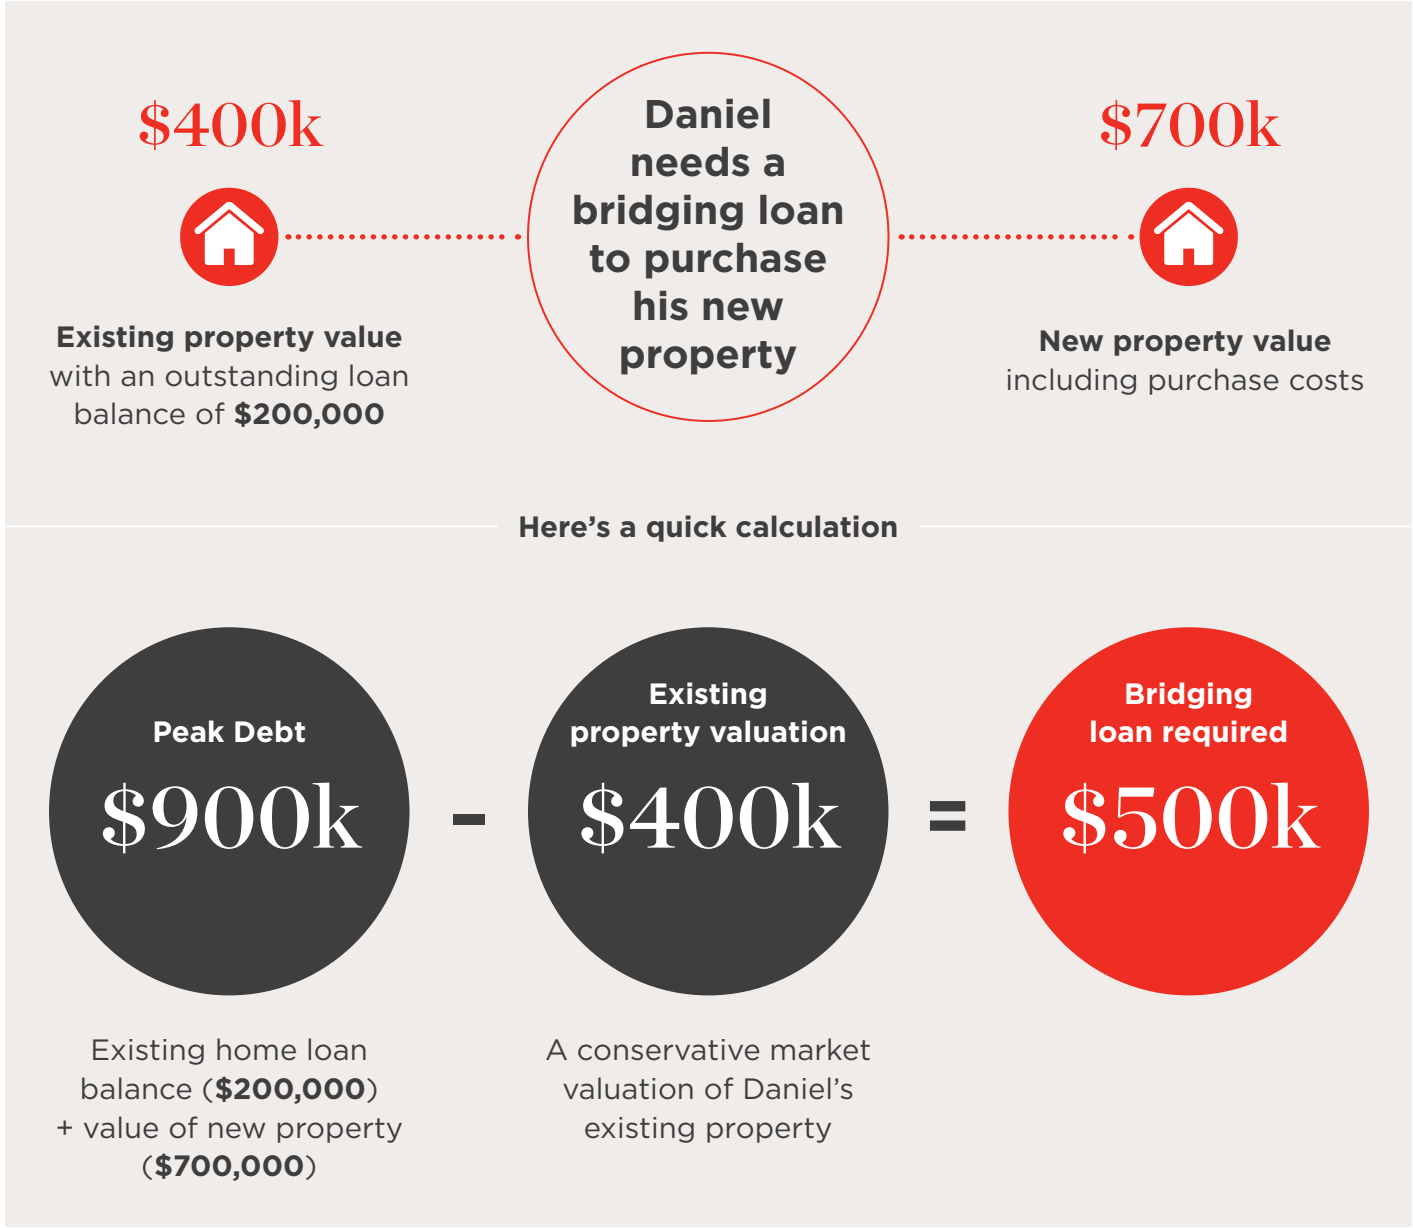 $400k
Existing property value
with an outstanding loan
balance of $200,000
Daniel
needs a
bridging loan
to purchase
his new
property
$700k
New property value
including purchase costs
Here’s a quick calculation
Peak Debt
$900k
Existing home loan
balance ($200,000)
+ value of new property
($700,000)
-
Existing
property valuation
$400k
A conservative market
valuation of Daniel’s
existing property
=
Bridging
loan required
$500k